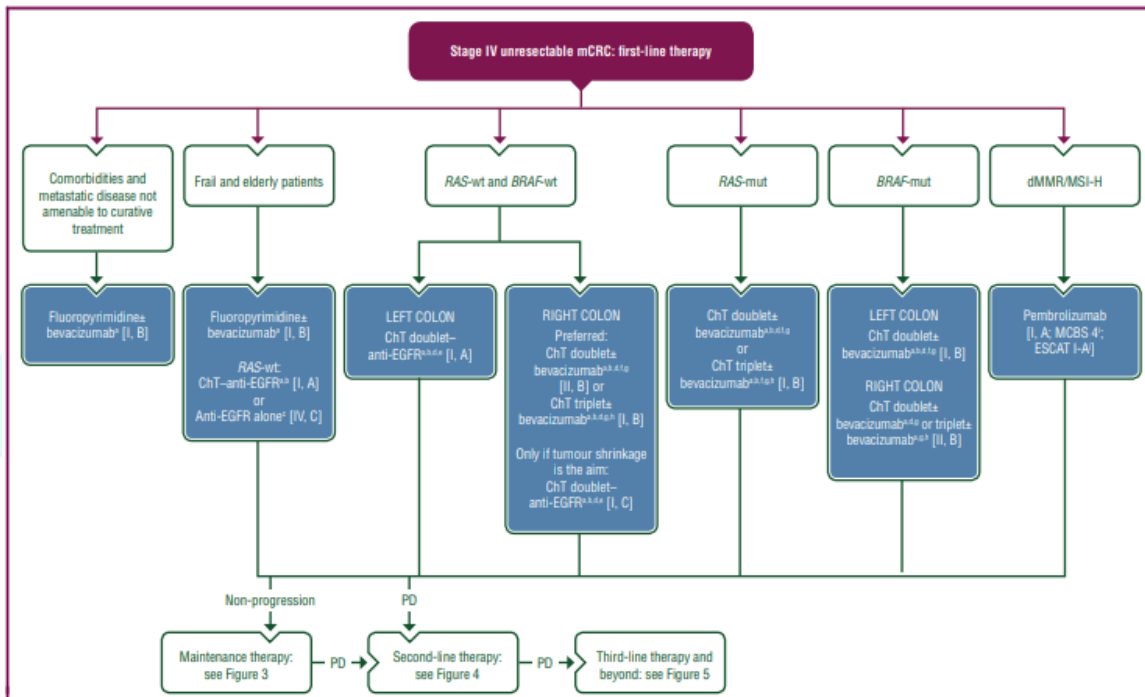 Stage IV unresectable mCRC: first-line therapy
Comorbidities and
metastatic disease not
amenable to curative
treatment
Frail and elderly patients
RAS-wt and BRAF-wt
RAS-mut
BRAF-mut
dMMR/MSI-H
Fluoropyrimidine±
bevacizumabᵃ [I, B]
Fluoropyrimidine±
bevacizumabᵃ [I, B]
RAS-wt:
ChT–anti-EGFRᵃ,ᵇ [I, A]
or
Anti-EGFR aloneᶜ [IV, C]
LEFT COLON
ChT doublet–
anti-EGFRᵃ,ᵇ,ᵈ,ᵉ [I, A]
RIGHT COLON
Preferred:
ChT doublet±
bevacizumabᵃ,ᵇ,ᵈ,ᶠ,ᵍ
[II, B] or
ChT triplet±
bevacizumabᵃ,ᵇ,ᵈ,ᵍ,ʰ [I, B]
Only if tumour shrinkage
is the aim:
ChT doublet–
anti-EGFRᵃ,ᵇ,ᵈ,ᵉ [I, C]
ChT doublet±
bevacizumabᵃ,ᵇ,ᵈ,ᶠ,ᵍ
or
ChT triplet±
bevacizumabᵃ,ᵇ,ᶠ,ᵍ,ʰ [I, B]
LEFT COLON
ChT doublet±
bevacizumabᵃ,ᵇ,ᵈ,ᶠ,ᵍ [I, B]
RIGHT COLON
ChT doublet±
bevacizumabᵃ,ᵈ,ᵍ or triplet±
bevacizumabᵃ,ᵍ,ʰ [II, B]
Pembrolizumab
[I, A; MCBS 4ⁱ;
ESCAT I-Aʲ]
Non-progression
PD
Maintenance therapy:
see Figure 3
PD
Second-line therapy:
see Figure 4
PD
Third-line therapy and
beyond: see Figure 5